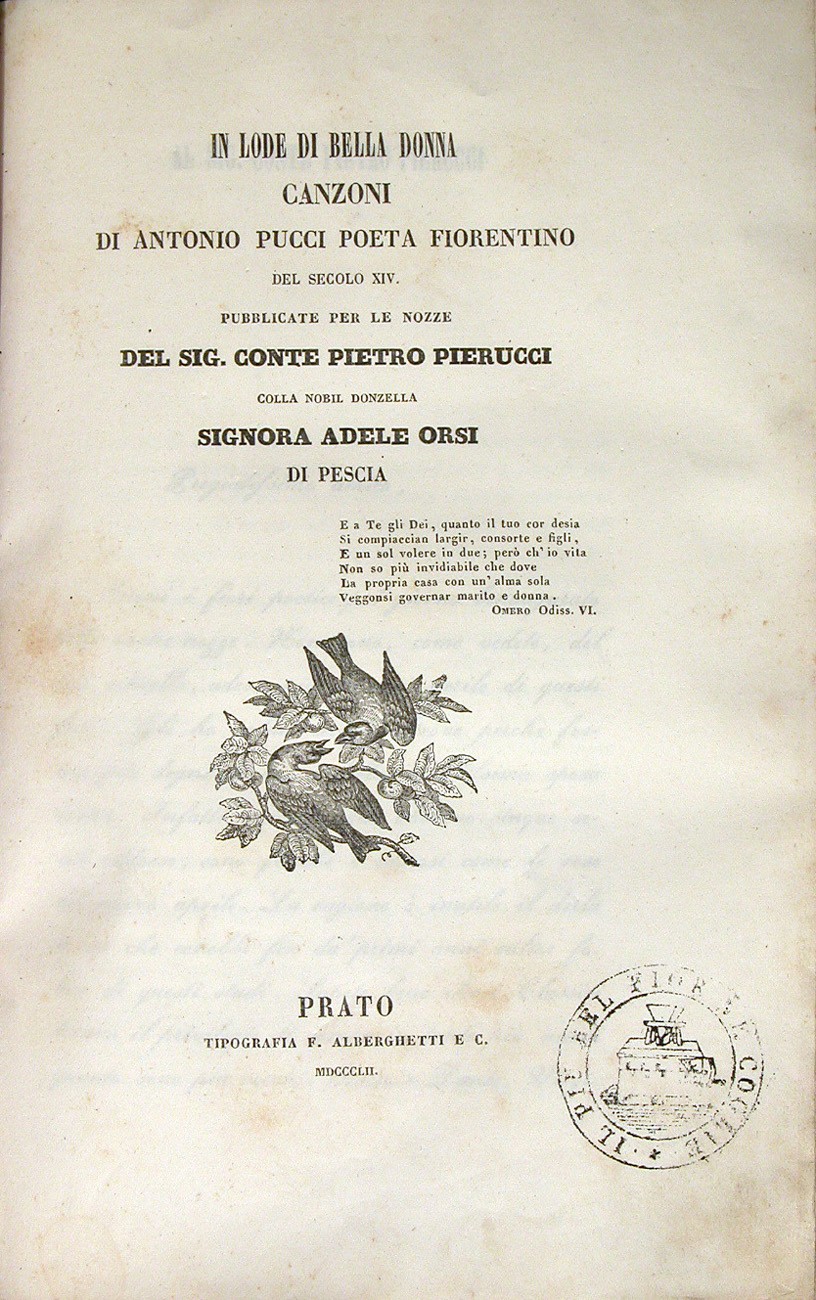 IN LODE DI BELLA DONNA
CANZONI
DI ANTONIO PUCCI POETA FIORENTINO
DEL SECOLO XIV.
PUBBLICATE PER LE NOZZE
DEL SIG. CONTE PIETRO PIERUCCI
COLLA NOBIL DONZELLA
SIGNORA ADELE ORSI
DI PESCIA
E a Te gli Dei, quanto il tuo cor desia
Si compiaccian largir, consorte e figli,
E un sol volere in due; però ch' io vita
Non so più invidiabile che dove
La propria casa con un' alma sola
Veggonsi governar marito e donna.
OMERO Odiss. VI.
PRATO
TIPOGRAFIA F. ALBERGHETTI E C.
MDCCCLII.
IL PIÙ BEL FIOR NE COGLIE